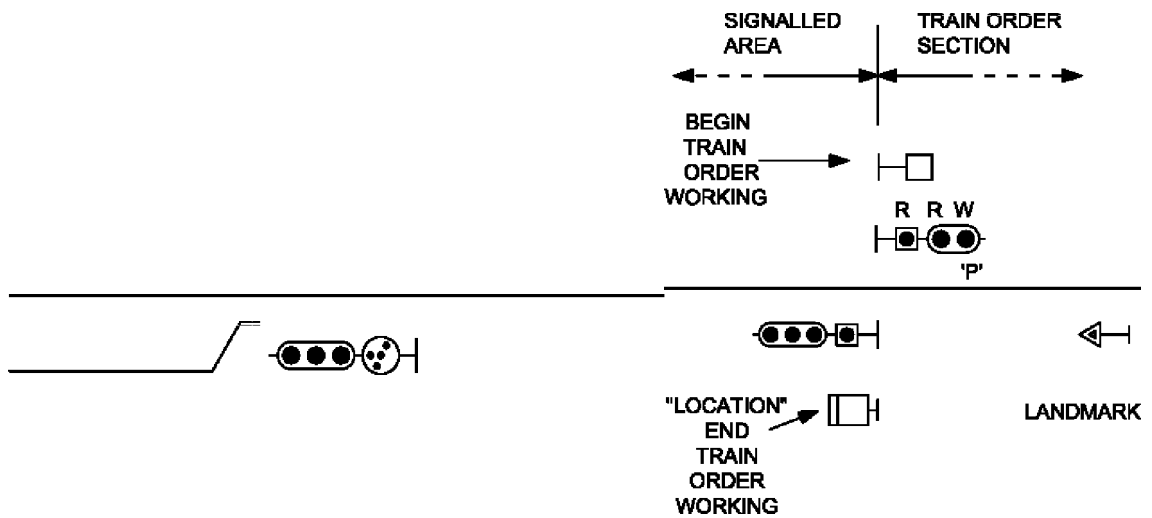 SIGNALLED
AREA
TRAIN ORDER
SECTION
BEGIN
TRAIN
ORDER
WORKING
R R W
'P'
"LOCATION"
END
TRAIN
ORDER
WORKING
LANDMARK